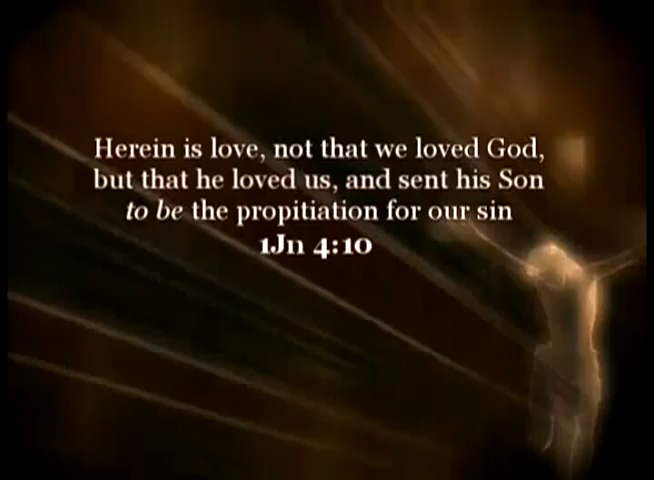 Herein is love, not that we loved God,
but that he loved us, and sent his Son
to be the propitiation for our sin
1Jn 4:10